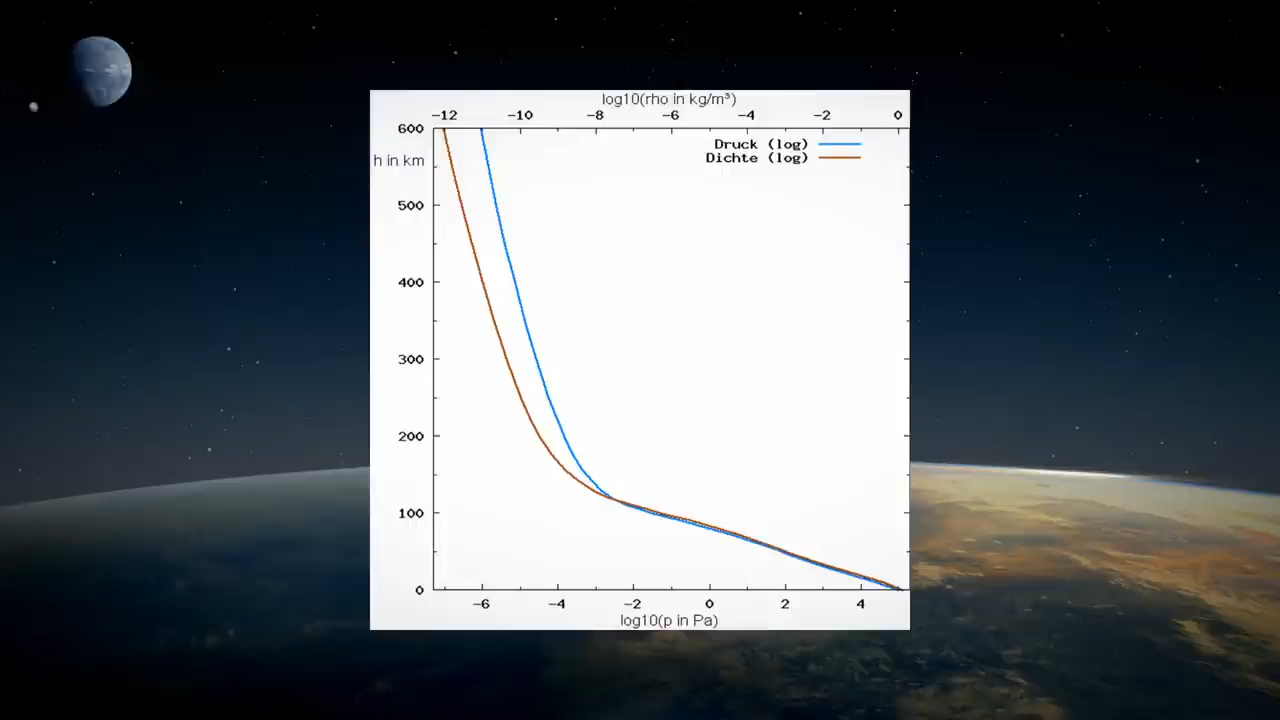 log10(rho in kg/m³)
−12 −10 −8 −6 −4 −2 0
600
Druck (log)
h in km
Dichte (log)
500
400
300
200
100
0
−6 −4 −2 0 2 4
log10(p in Pa)